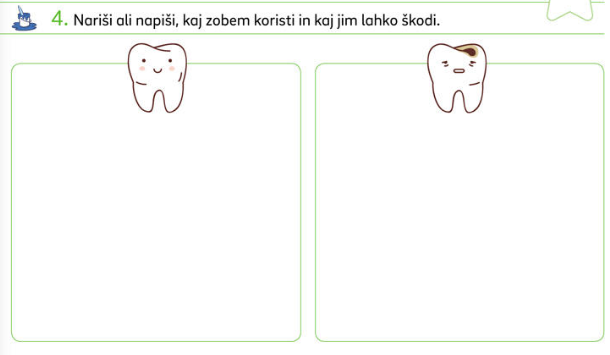 4. Nariši ali napiši, kaj zobem koristi in kaj jim lahko škodi.